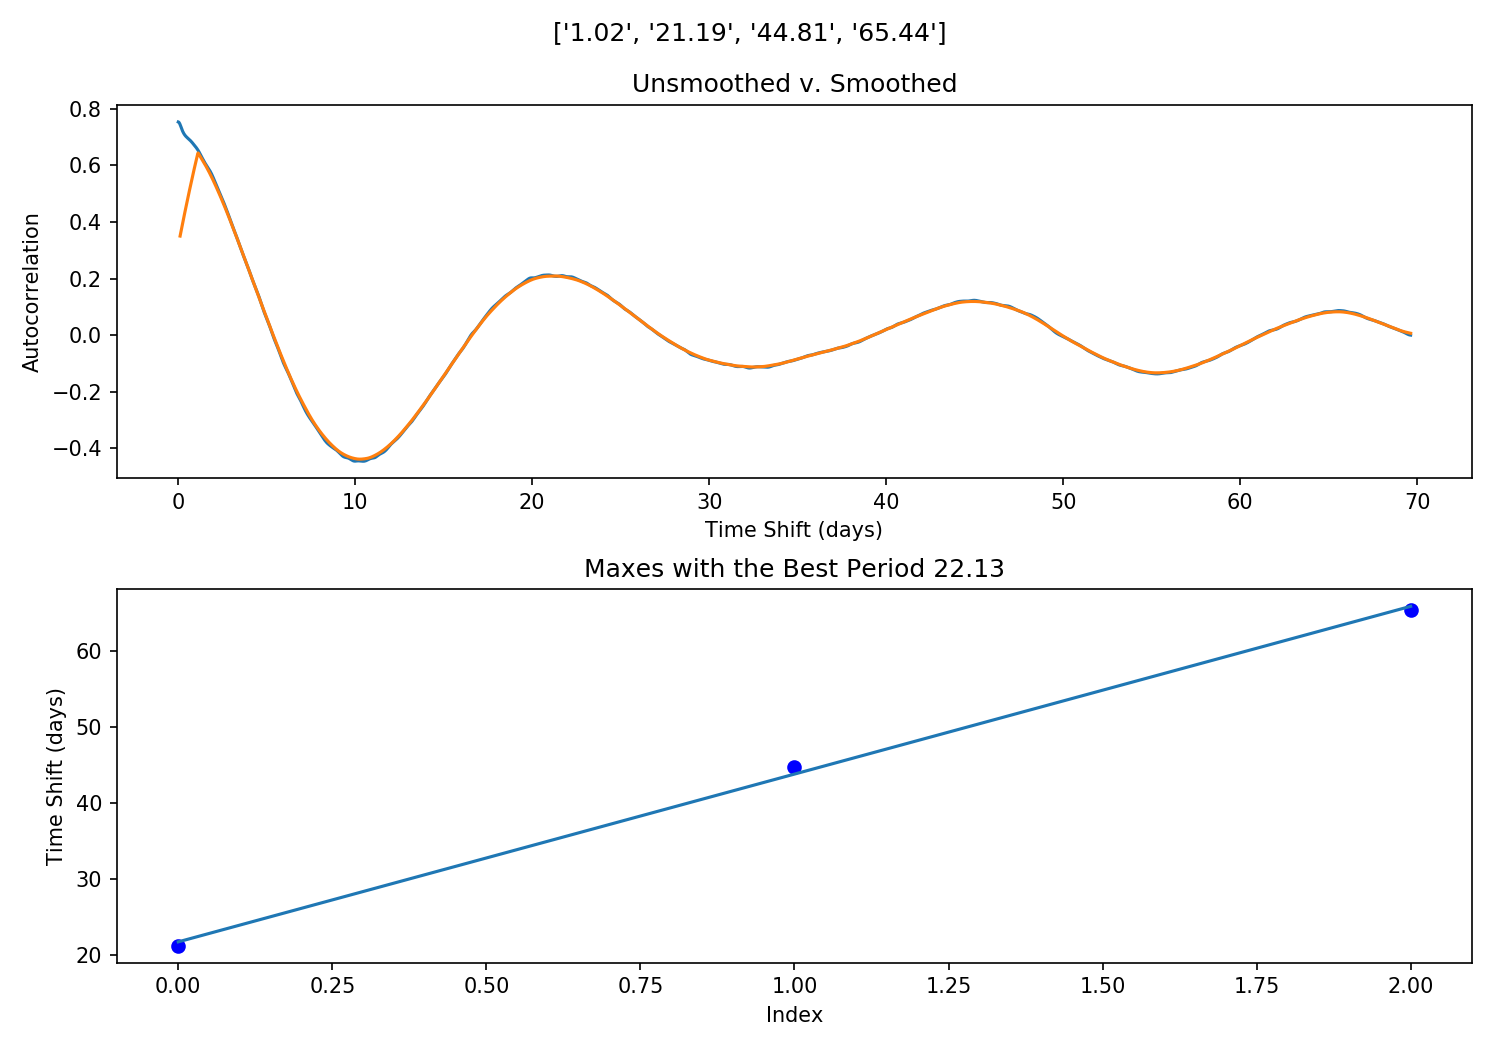 ['1.02', '21.19', '44.81', '65.44']
Unsmoothed v. Smoothed
0.8
0.6
0.4
0.2
0.0
−0.2
−0.4
Autocorrelation
0 10 20 30 40 50 60 70
Time Shift (days)
Maxes with the Best Period 22.13
60
50
40
30
20
Time Shift (days)
0.00 0.25 0.50 0.75 1.00 1.25 1.50 1.75 2.00
Index